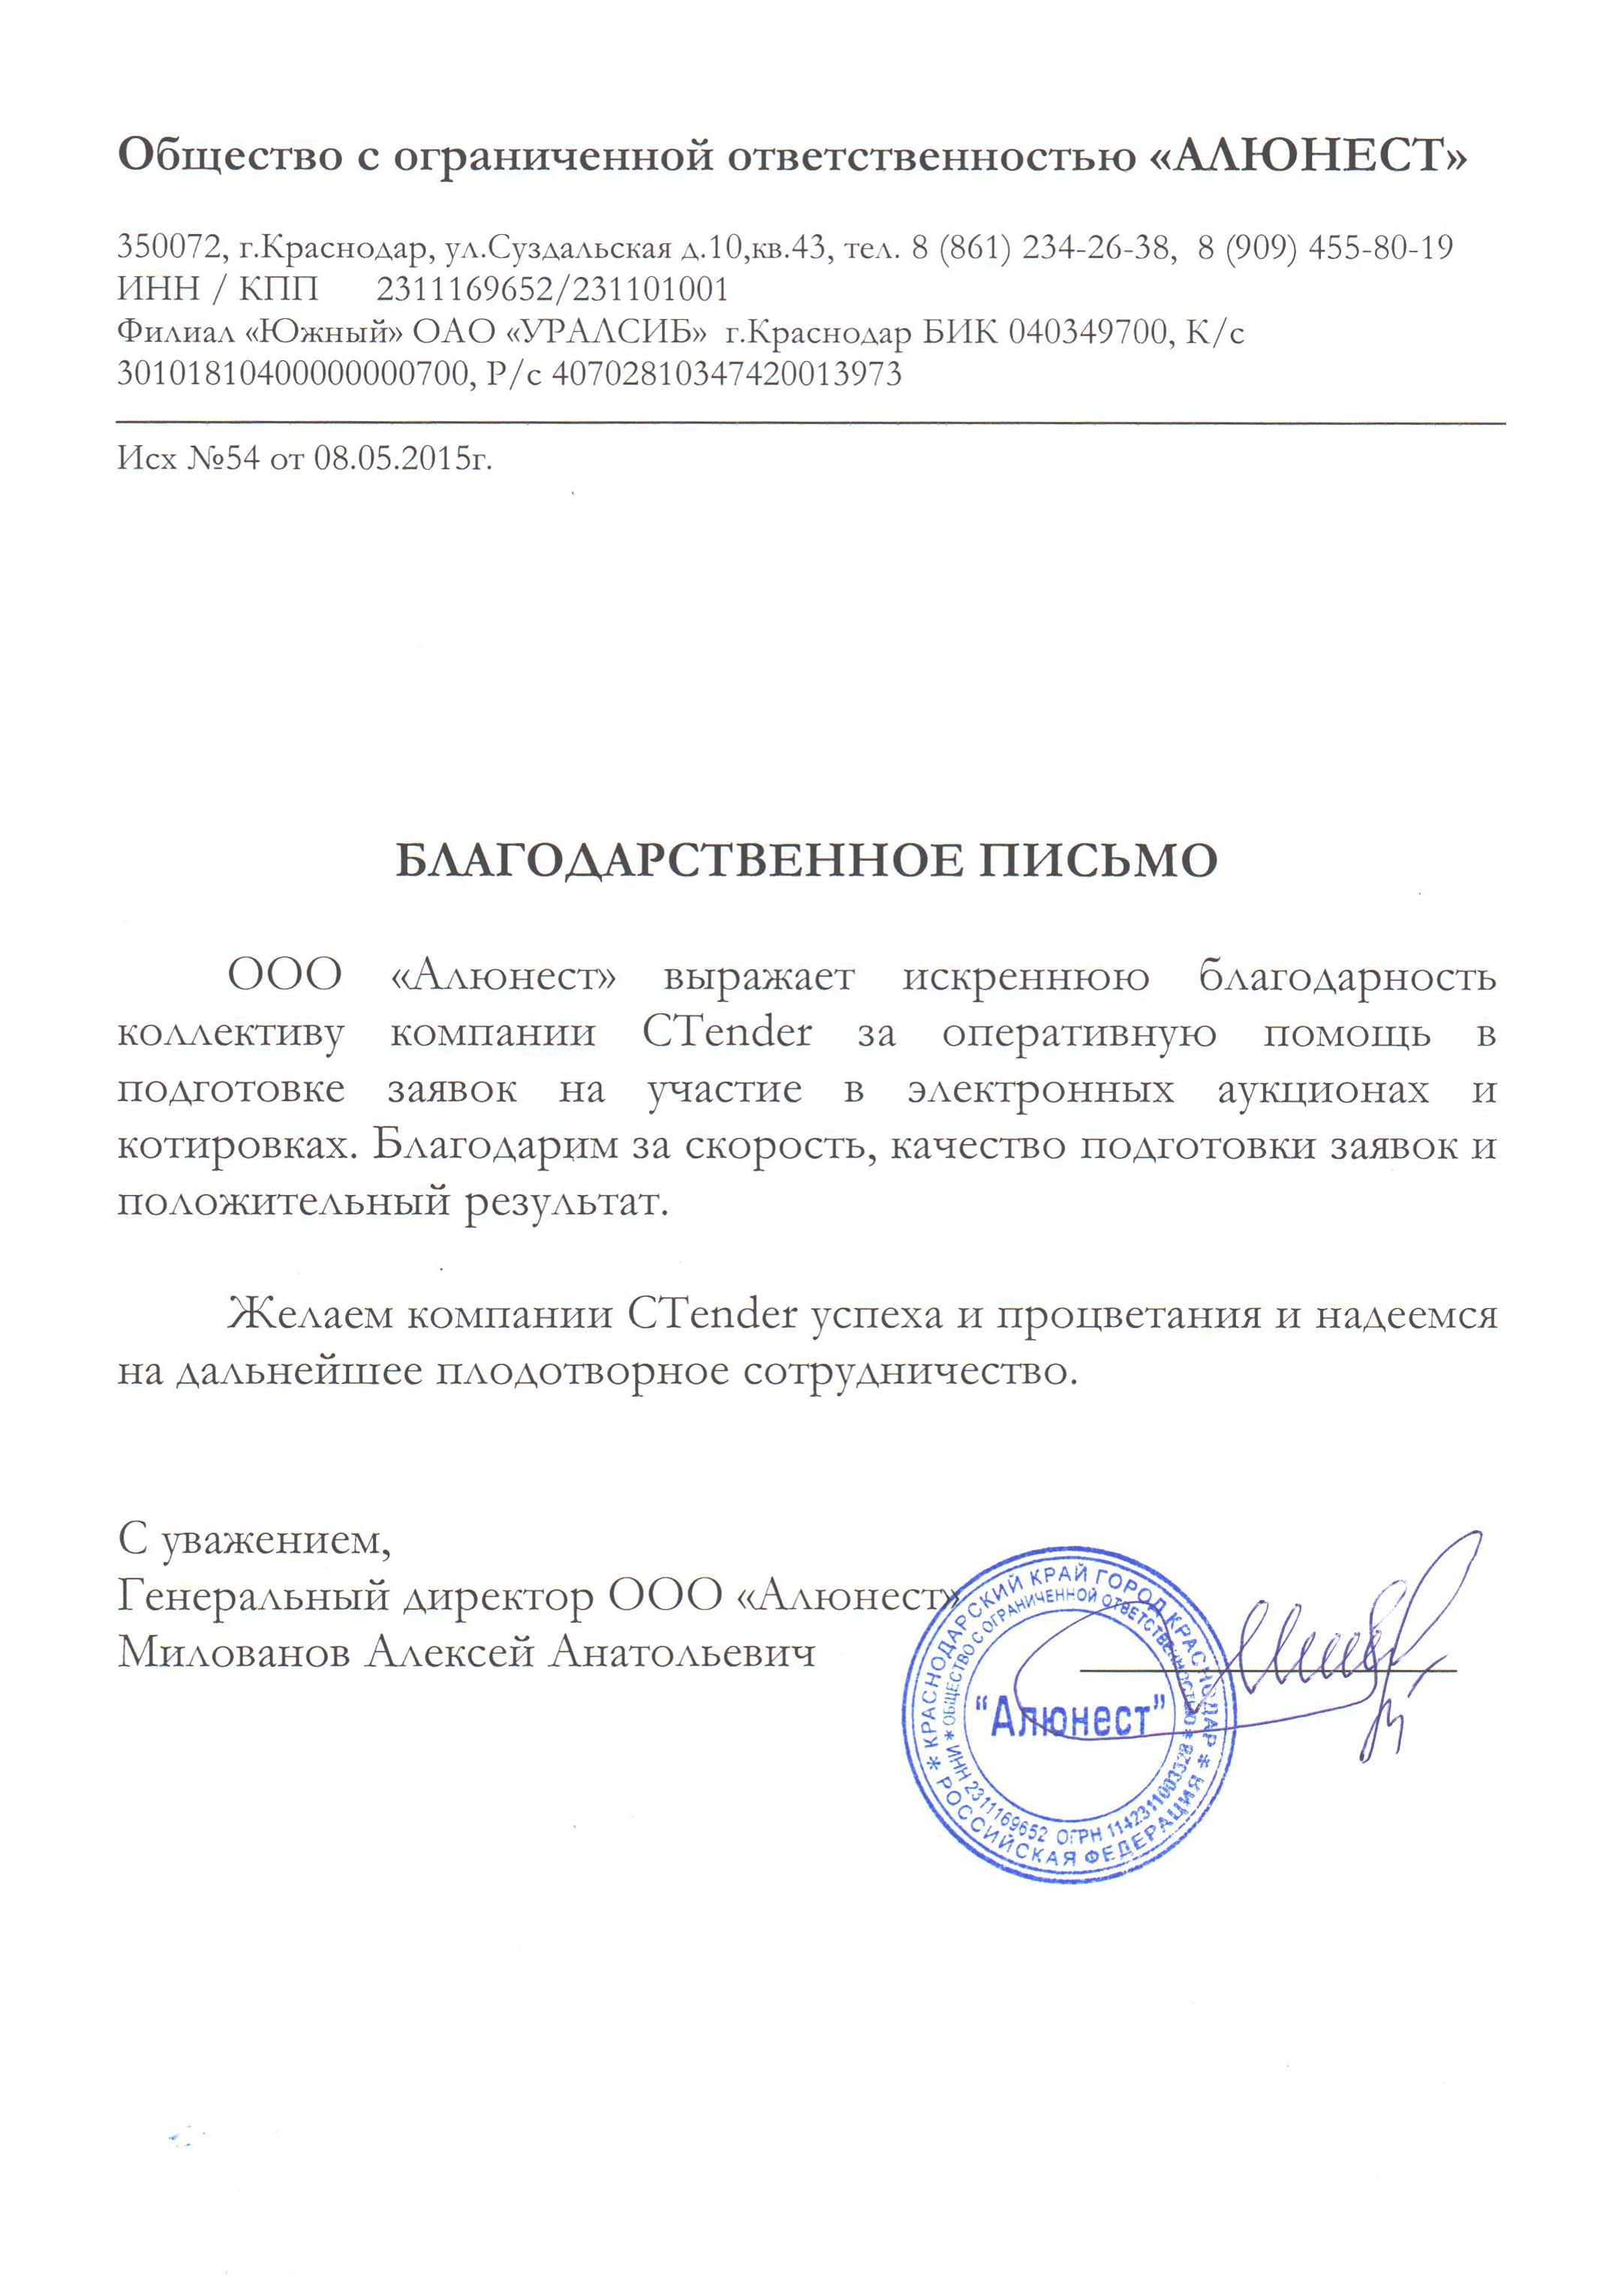 Общество с ограниченной ответственностью «АЛЮНЕСТ»
350072, г.Краснодар, ул.Суздальская д.10,кв.43, тел. 8 (861) 234-26-38, 8 (909) 455-80-19
ИНН / КПП 2311169652/231101001
Филиал «Южный» ОАО «УРАЛСИБ» г.Краснодар БИК 040349700, К/с
30101810400000000700, Р/с 40702810347420013973
Исх №54 от 08.05.2015г.
БЛАГОДАРСТВЕННОЕ ПИСЬМО
ООО «Алюнест» выражает искреннюю благодарность
коллективу компании CTender за оперативную помощь в
подготовке заявок на участие в электронных аукционах и
котировках. Благодарим за скорость, качество подготовки заявок и
положительный результат.
Желаем компании CTender успеха и процветания и надеемся
на дальнейшее плодотворное сотрудничество.
С уважением,
Генеральный директор ООО «Алюнест»
Милованов Алексей Анатольевич
* КРАСНОДАРСКИЙ КРАЙ ГОРОД КРАСНОДАР *
РОССИЙСКАЯ ФЕДЕРАЦИЯ
* ОБЩЕСТВО С ОГРАНИЧЕННОЙ ОТВЕТСТВЕННОСТЬЮ *
ИНН 2311169652 ОГРН 1142311003328
"Алюнест"